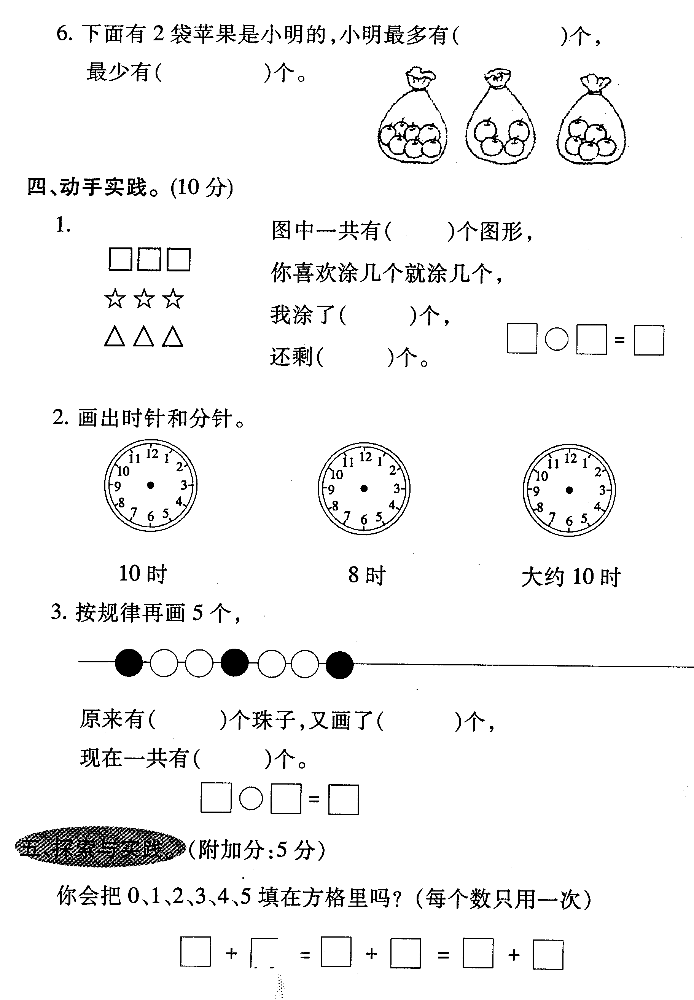 6. 下面有 2 袋苹果是小明的,小明最多有(    )个,
最少有(    )个。
四、动手实践。(10 分)
1.
图中一共有(    )个图形,
你喜欢涂几个就涂几个,
我涂了(    )个,
还剩(    )个。
□○□=□
2. 画出时针和分针。
12 1 2 3 4 5 6 7 8 9 10 11
12 1 2 3 4 5 6 7 8 9 10 11
12 1 2 3 4 5 6 7 8 9 10 11
10 时 8 时 大约 10 时
3. 按规律再画 5 个,
原来有(    )个珠子,又画了(    )个,
现在一共有(    )个。
□○□=□
五、探索与实践。(附加分:5 分)
你会把 0、1、2、3、4、5 填在方格里吗?(每个数只用一次)
□ + □ = □ + □ = □ + □